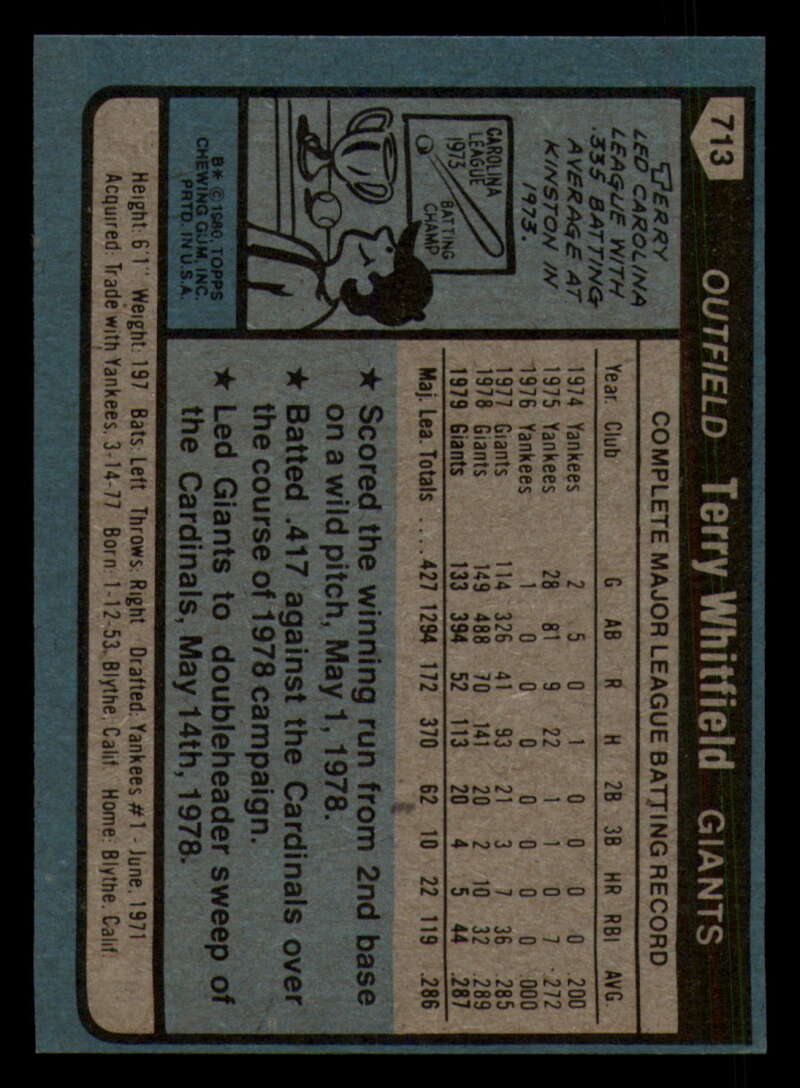 713 OUTFIELD Terry Whitfield GIANTS
TERRY
LED CAROLINA
LEAGUE WITH
.335 BATTING
AVERAGE AT
KINSTON IN
1973.
CAROLINA
LEAGUE
1973
BATTING
CHAMP
B* © 1980 TOPPS
CHEWING GUM, INC.
PRTD. IN U.S.A.
COMPLETE MAJOR LEAGUE BATTING RECORD
Year Club G AB R H 2B 3B HR RBI AVG.
1974 Yankees 2 5 0 1 0 0 0 0 .200
1975 Yankees 28 81 9 22 1 1 0 7 .272
1976 Yankees 1 0 0 0 0 0 0 0 .000
1977 Giants 114 326 41 93 21 3 7 36 .285
1978 Giants 149 488 70 141 20 2 10 32 .289
1979 Giants 133 394 52 113 20 4 5 44 .287
Maj. Lea. Totals .... 427 1294 172 370 62 10 22 119 .286
★ Scored the winning run from 2nd base
on a wild pitch, May 1, 1978.
★ Batted .417 against the Cardinals over
the course of 1978 campaign.
★ Led Giants to doubleheader sweep of
the Cardinals, May 14th, 1978.
Height: 6'1" Weight: 197 Bats: Left Throws: Right Drafted: Yankees #1 - June, 1971
Acquired: Trade with Yankees, 3-14-77 Born: 1-12-53, Blythe, Calif. Home: Blythe, Calif.